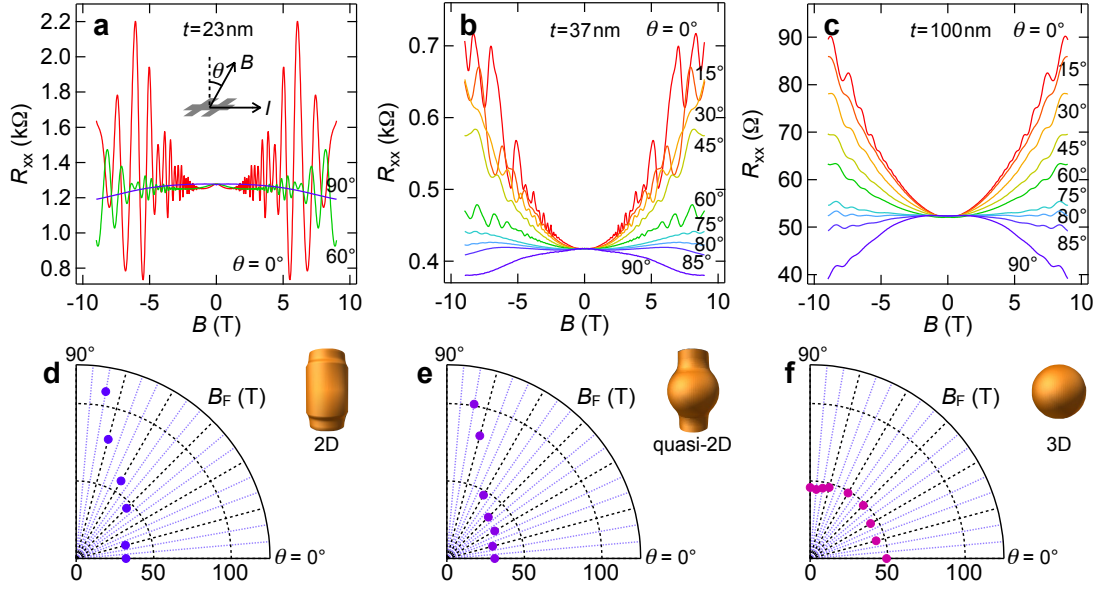 a
t=23nm
R_xx (kΩ)
2.2
2.0
1.8
1.6
1.4
1.2
1.0
0.8
θ
B
I
90°
60°
θ=0°
-10
-5
0
5
10
B (T)
b
t=37nm
θ=0°
R_xx (kΩ)
0.7
0.6
0.5
0.4
15°
30°
45°
60°
75°
80°
85°
90°
-10
-5
0
5
10
B (T)
c
t=100nm
θ=0°
R_xx (Ω)
90
80
70
60
50
40
15°
30°
45°
60°
75°
80°
85°
90°
-10
-5
0
5
10
B (T)
d
90°
B_F (T)
2D
θ = 0°
0
50
100
e
90°
B_F (T)
quasi-2D
θ = 0°
0
50
100
f
90°
B_F (T)
3D
θ = 0°
0
50
100